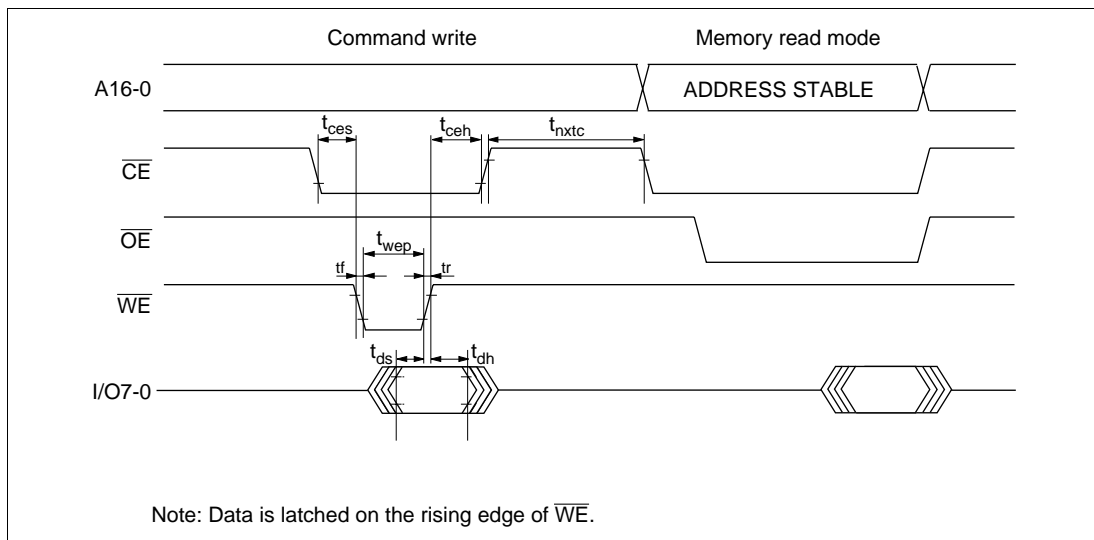 Command write Memory read mode
A16-0 ADDRESS STABLE
tces tceh tnxtc
CE
OE
twep
tf tr
WE
tds tdh
I/O7-0
Note: Data is latched on the rising edge of WE.